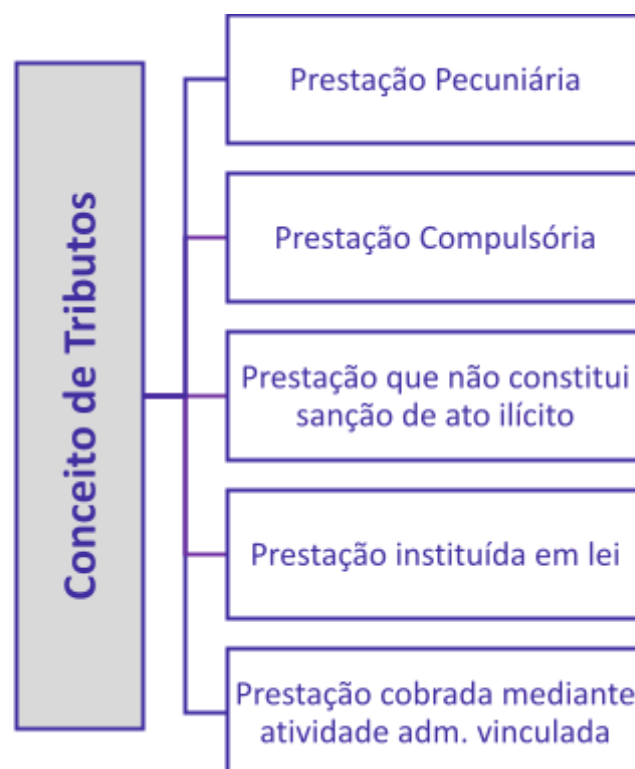 Conceito de Tributos
Prestação Pecuniária
Prestação Compulsória
Prestação que não constitui
sanção de ato ilícito
Prestação instituída em lei
Prestação cobrada mediante
atividade adm. vinculada